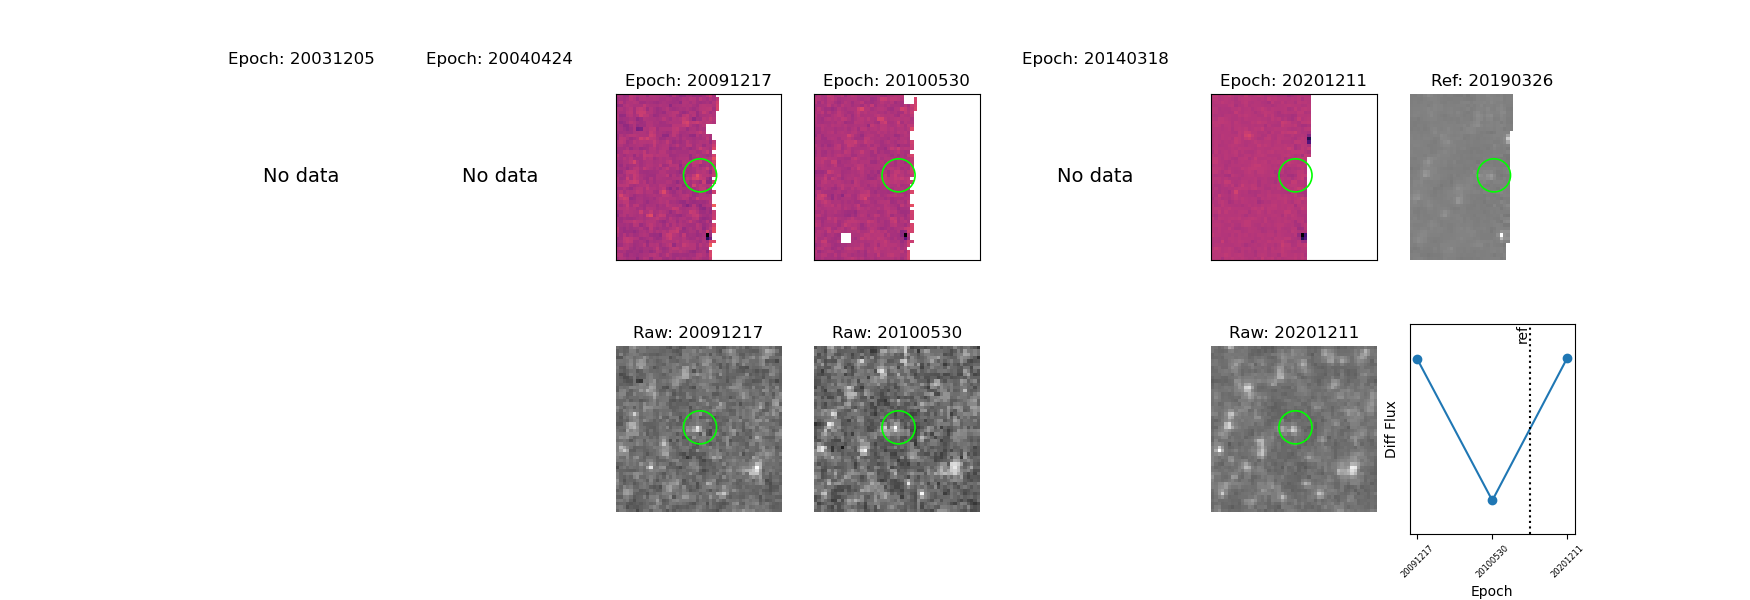 Epoch: 20031205
Epoch: 20040424
Epoch: 20140318
Epoch: 20091217
Epoch: 20100530
Epoch: 20201211
Ref: 20190326
No data
No data
No data
Raw: 20091217
Raw: 20100530
Raw: 20201211
ref
Diff Flux
20091217
20100530
20201211
Epoch